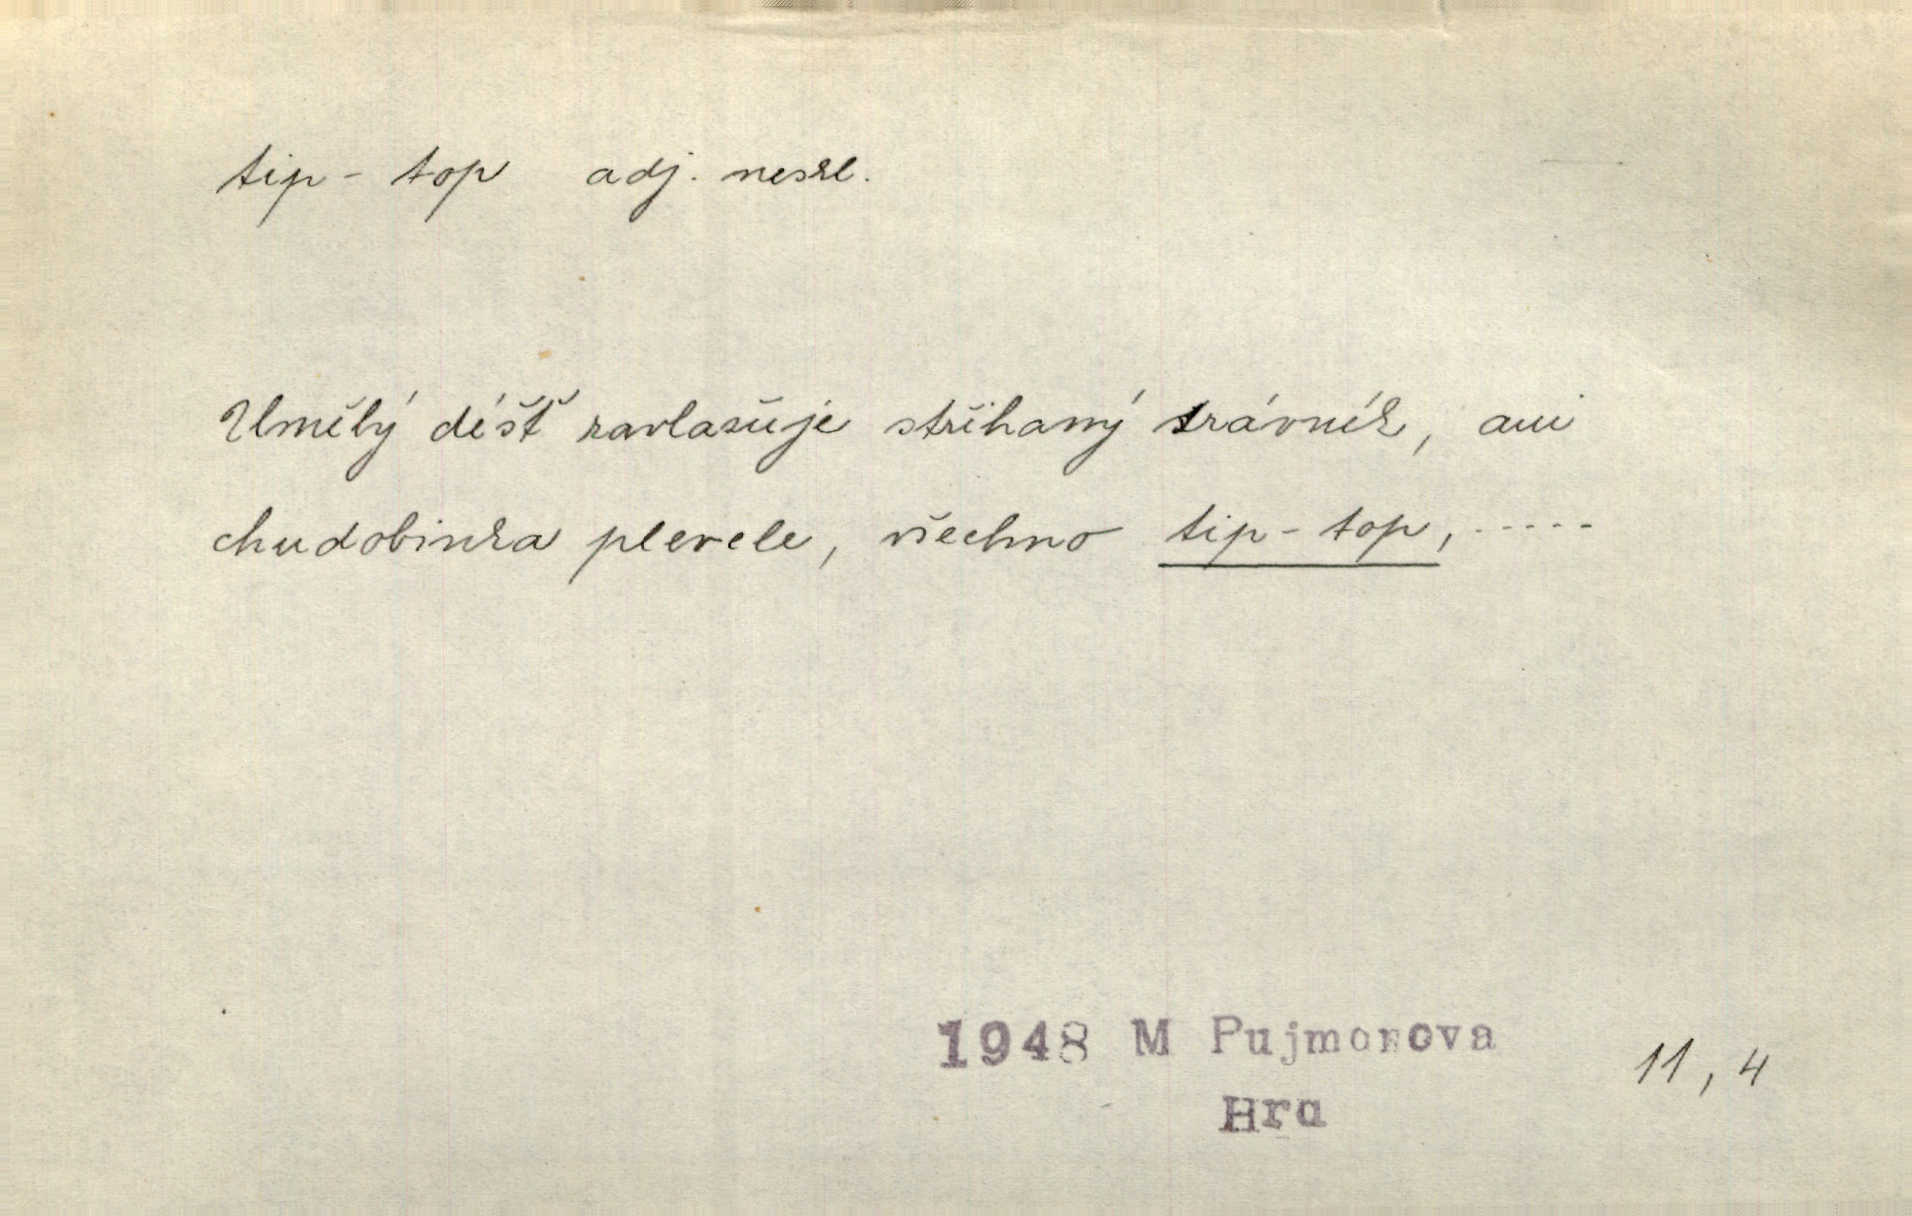 tip-top adj. neskl.
Umělý déšť zavlažuje stříhaný trávník, ani
chudobinka plevele, všechno tip-top, .....
1948 M Pujmanova
11, 4
Hra